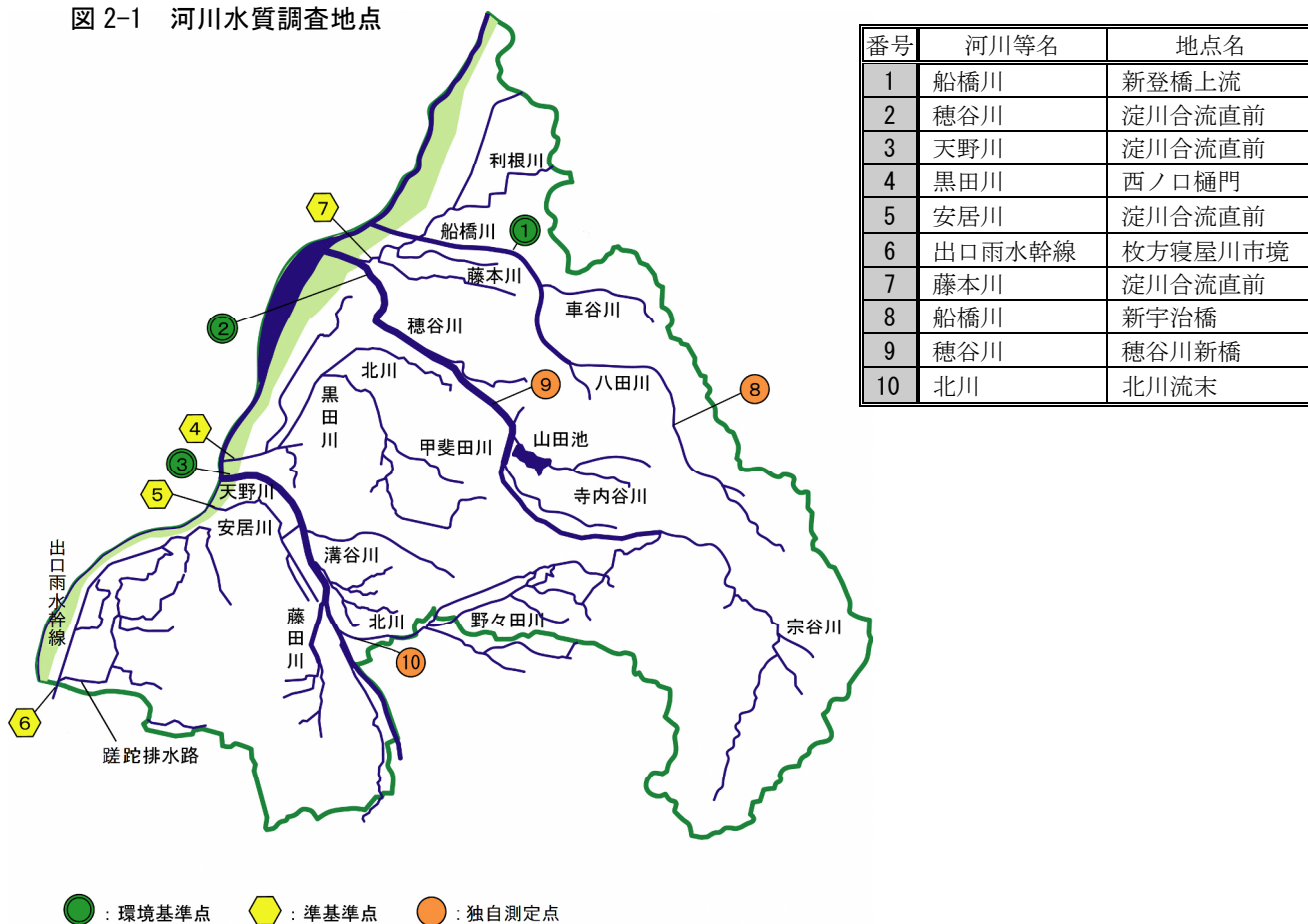 図 2-1　河川水質調査地点
番号 河川等名 地点名
1 船橋川 新登橋上流
2 穂谷川 淀川合流直前
3 天野川 淀川合流直前
4 黒田川 西ノ口樋門
5 安居川 淀川合流直前
6 出口雨水幹線 枚方寝屋川市境
7 藤本川 淀川合流直前
8 船橋川 新宇治橋
9 穂谷川 穂谷川新橋
10 北川 北川流末
利根川
7
船橋川
1
藤本川
車谷川
2
穂谷川
北川
八田川
9
8
黒田川
4
甲斐田川
山田池
3
天野川
寺内谷川
5
安居川
溝谷川
出口雨水幹線
藤田川
北川
野々田川
宗谷川
10
6
蹉跎排水路
：環境基準点
：準基準点
：独自測定点